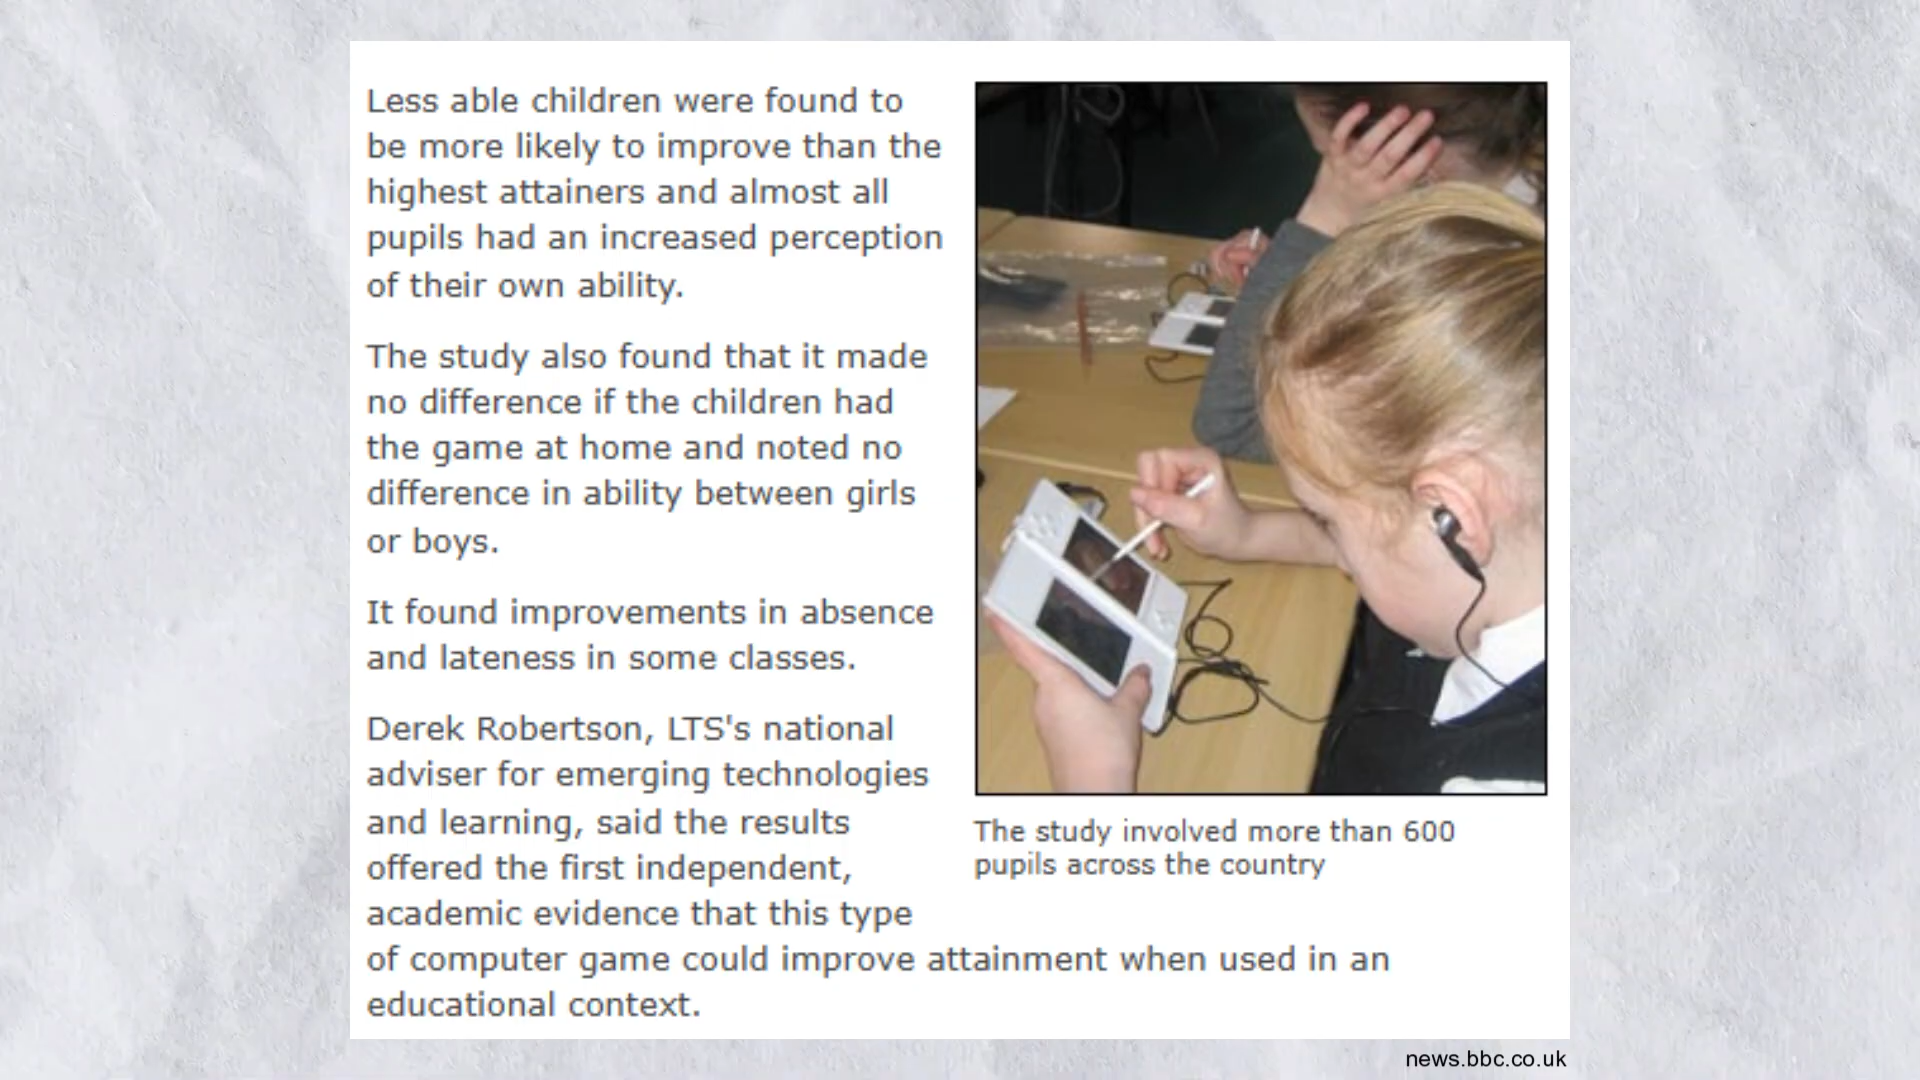 Less able children were found to
be more likely to improve than the
highest attainers and almost all
pupils had an increased perception
of their own ability.
The study also found that it made
no difference if the children had
the game at home and noted no
difference in ability between girls
or boys.
It found improvements in absence
and lateness in some classes.
Derek Robertson, LTS's national
adviser for emerging technologies
and learning, said the results
offered the first independent,
academic evidence that this type
of computer game could improve attainment when used in an
educational context.
The study involved more than 600
pupils across the country
news.bbc.co.uk